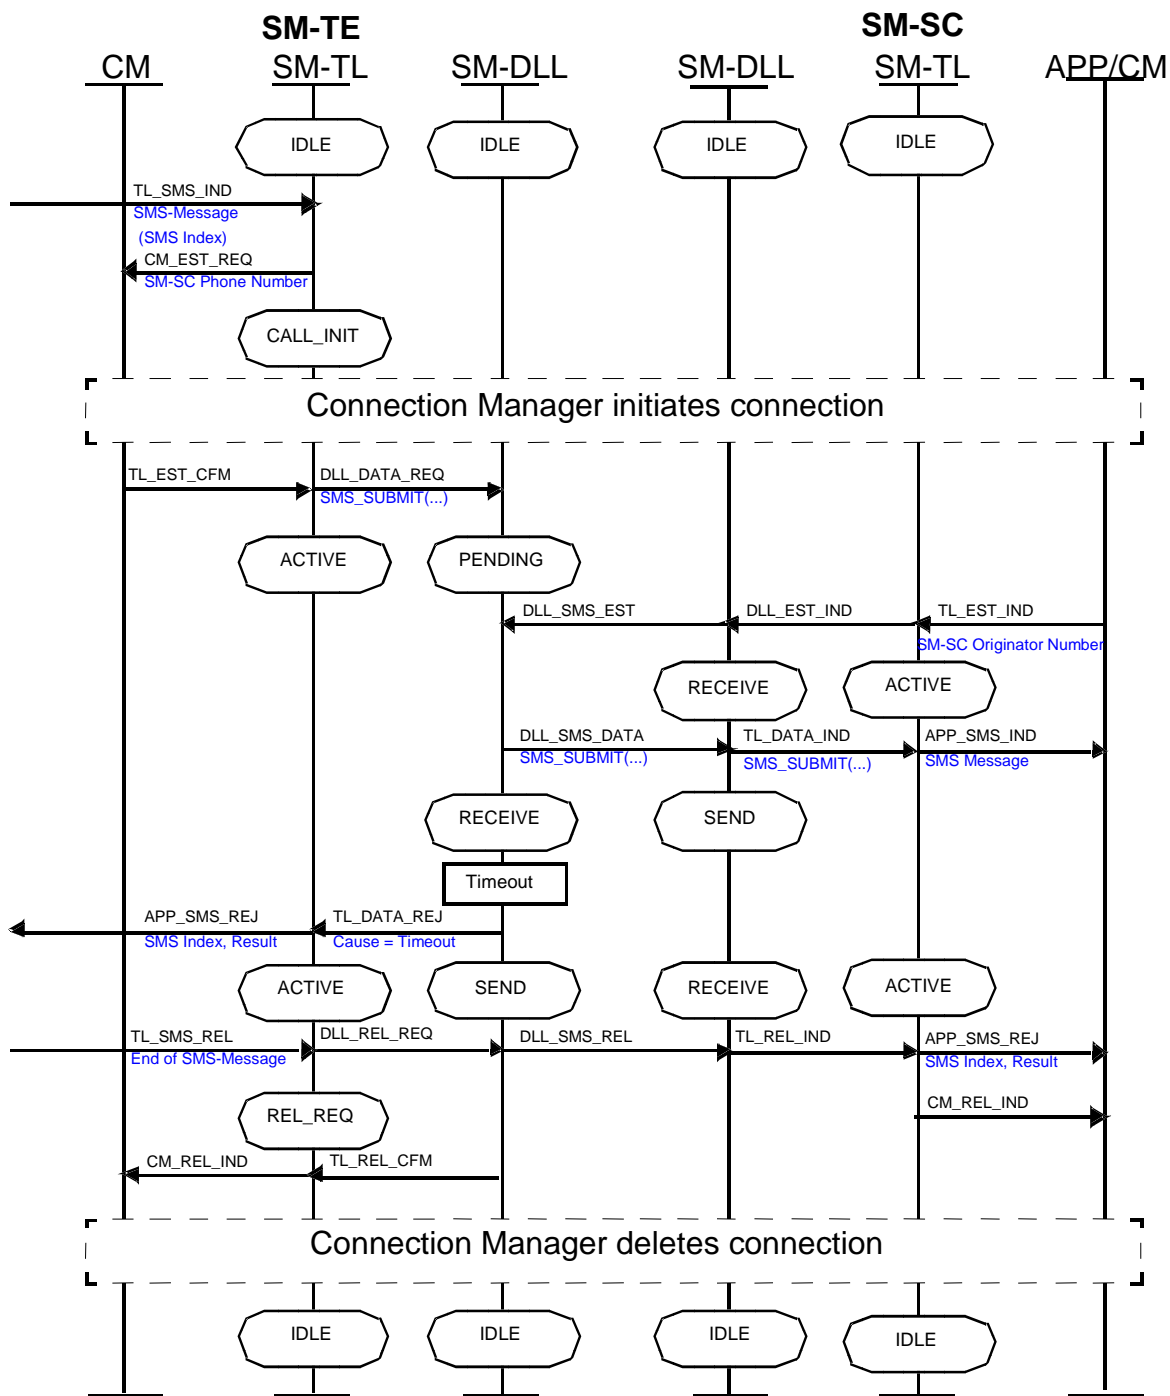 SM-TE SM-SC
CM SM-TL SM-DLL SM-DLL SM-TL APP/CM
IDLE IDLE IDLE IDLE
TL_SMS_IND
SMS-Message
(SMS Index)
CM_EST_REQ
SM-SC Phone Number
CALL_INIT
Connection Manager initiates connection
TL_EST_CFM DLL_DATA_REQ
SMS_SUBMIT(...)
ACTIVE PENDING
DLL_SMS_EST DLL_EST_IND TL_EST_IND
SM-SC Originator Number
RECEIVE ACTIVE
DLL_SMS_DATA TL_DATA_IND APP_SMS_IND
SMS_SUBMIT(...) SMS_SUBMIT(...) SMS Message
RECEIVE SEND
Timeout
APP_SMS_REJ TL_DATA_REJ
SMS Index, Result Cause = Timeout
ACTIVE SEND RECEIVE ACTIVE
TL_SMS_REL DLL_REL_REQ DLL_SMS_REL TL_REL_IND APP_SMS_REJ
End of SMS-Message SMS Index, Result
REL_REQ CM_REL_IND
CM_REL_IND TL_REL_CFM
Connection Manager deletes connection
IDLE IDLE IDLE IDLE